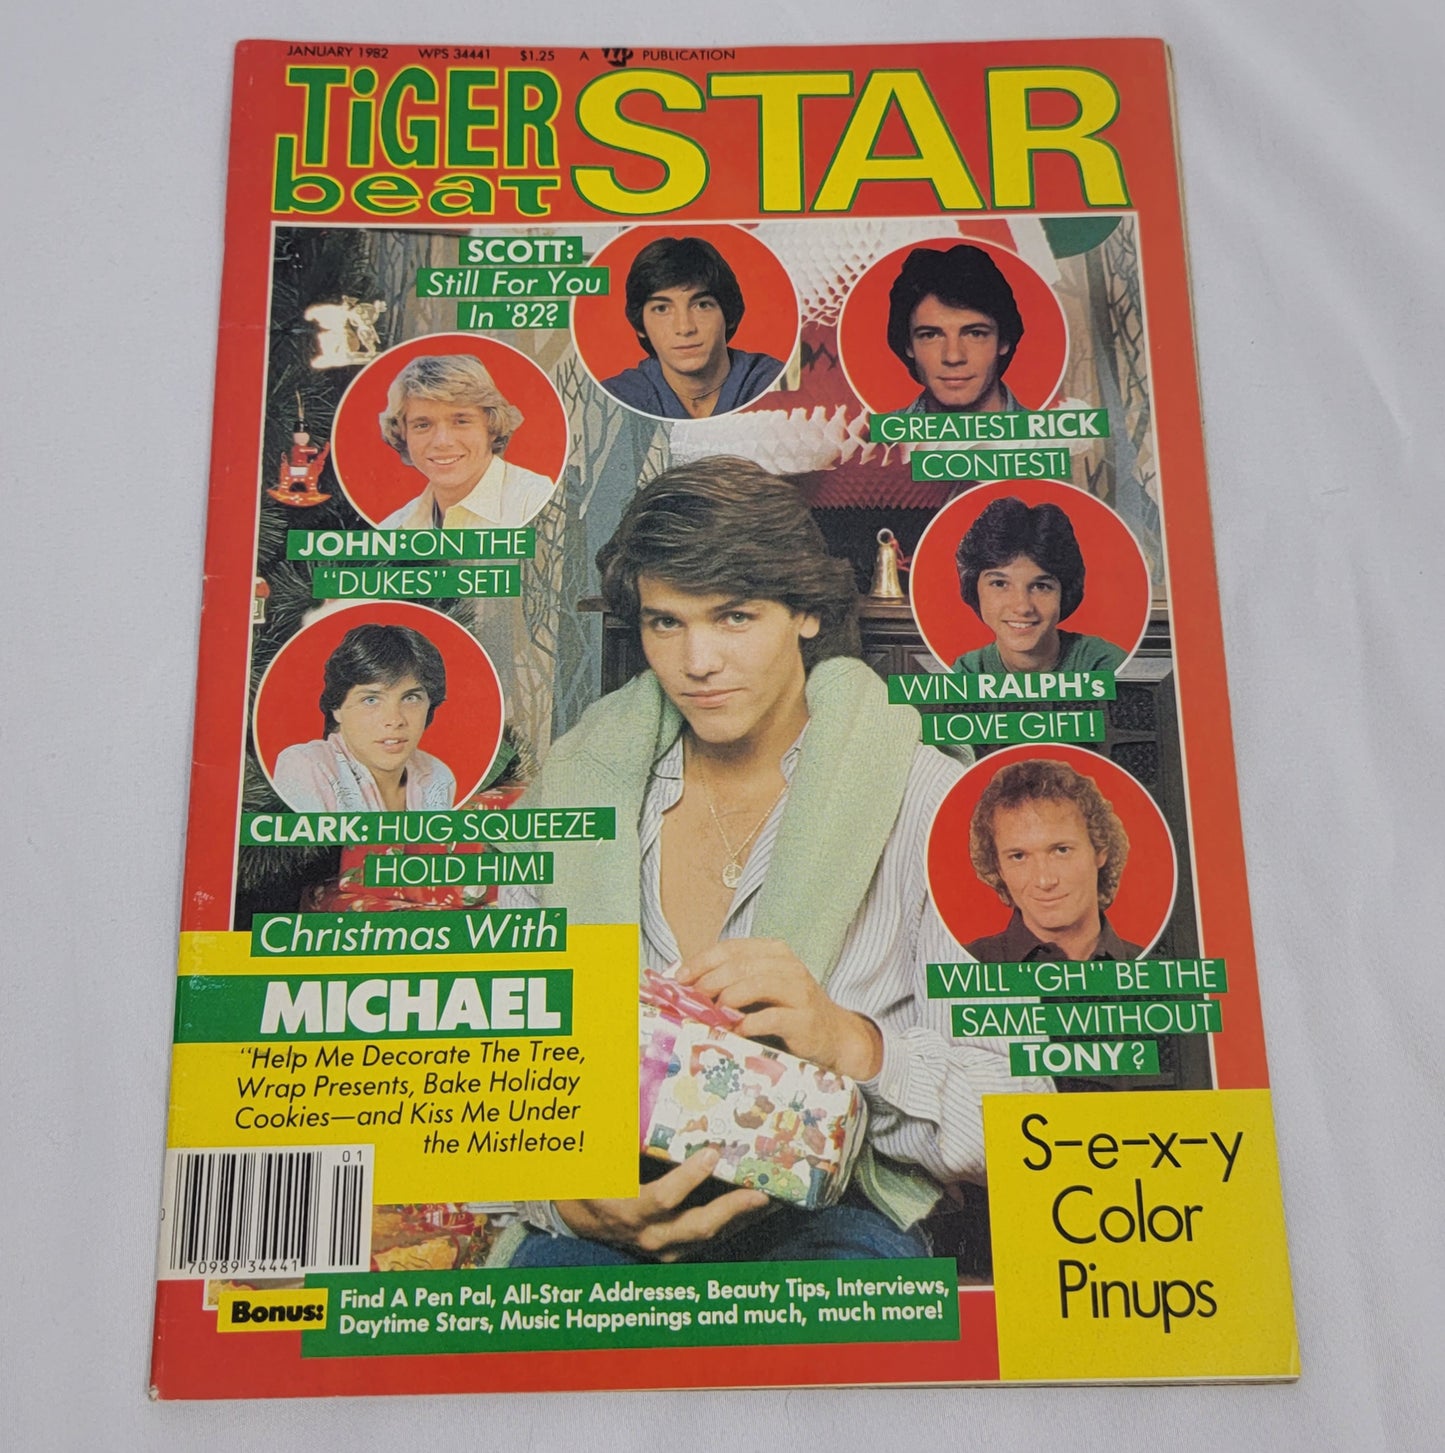 JANUARY 1982 WPS 34441 $1.25 A PUBLICATION
TiGER
beat
STAR
SCOTT:
Still For You
In '82?
GREATEST RICK
CONTEST!
JOHN: ON THE
"DUKES" SET!
WIN RALPH's
LOVE GIFT!
CLARK: HUG, SQUEEZE,
HOLD HIM!
Christmas With
MICHAEL
"Help Me Decorate The Tree,
Wrap Presents, Bake Holiday
Cookies—and Kiss Me Under
the Mistletoe!
WILL "GH" BE THE
SAME WITHOUT
TONY?
S-e-x-y
Color
Pinups
01
70989 34441
Bonus:
Find A Pen Pal, All-Star Addresses, Beauty Tips, Interviews,
Daytime Stars, Music Happenings and much, much more!